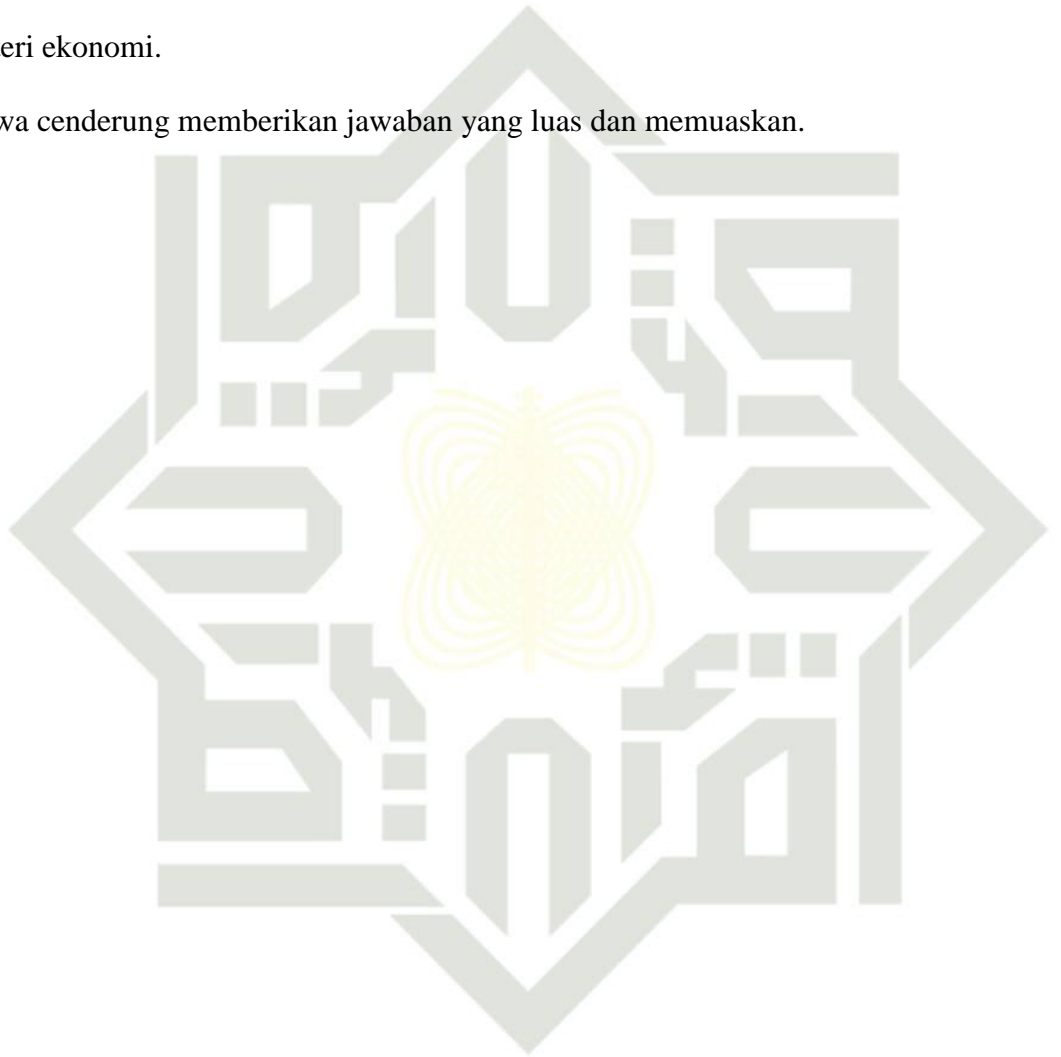 eri ekonomi.
wa cenderung memberikan jawaban yang luas dan memuaskan.